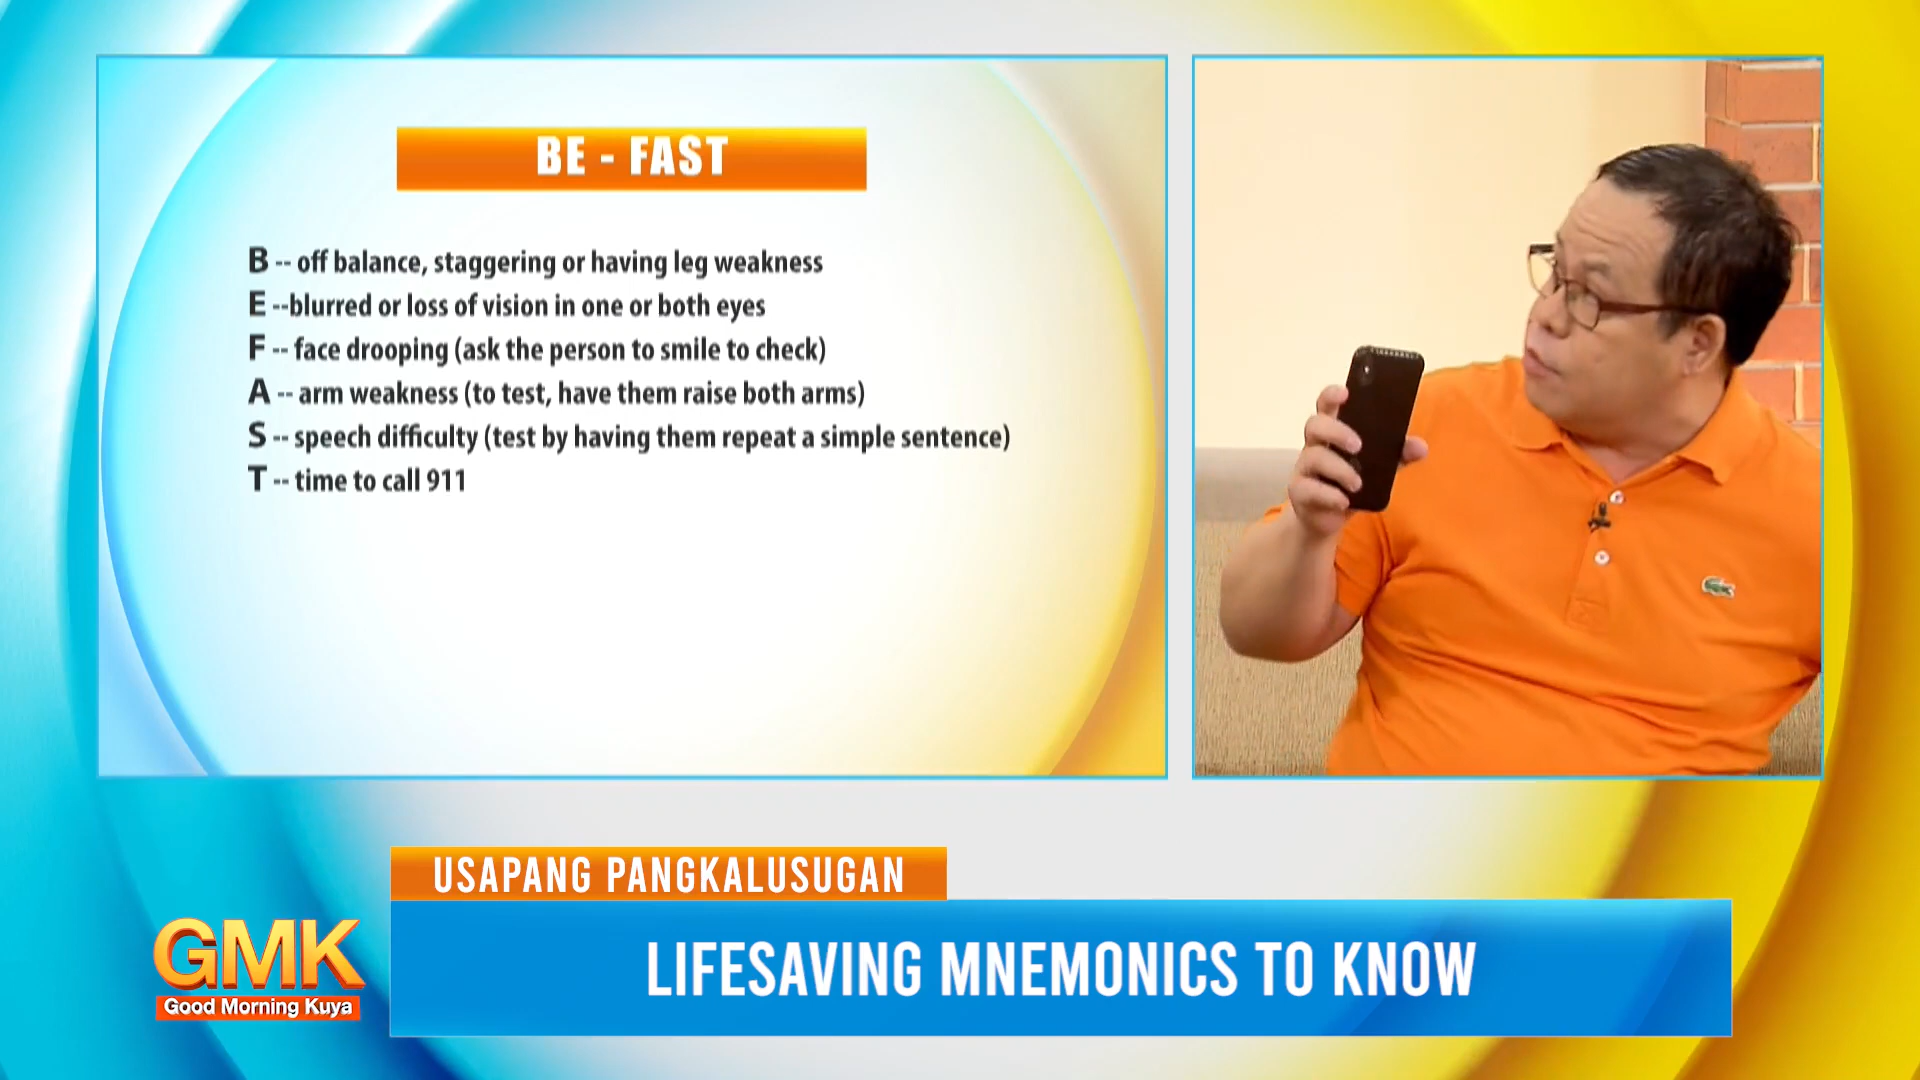 BE - FAST
B -- off balance, staggering or having leg weakness
E --blurred or loss of vision in one or both eyes
F -- face drooping (ask the person to smile to check)
A -- arm weakness (to test, have them raise both arms)
S -- speech difficulty (test by having them repeat a simple sentence)
T -- time to call 911
USAPANG PANGKALUSUGAN
LIFESAVING MNEMONICS TO KNOW
GMK
Good Morning Kuya